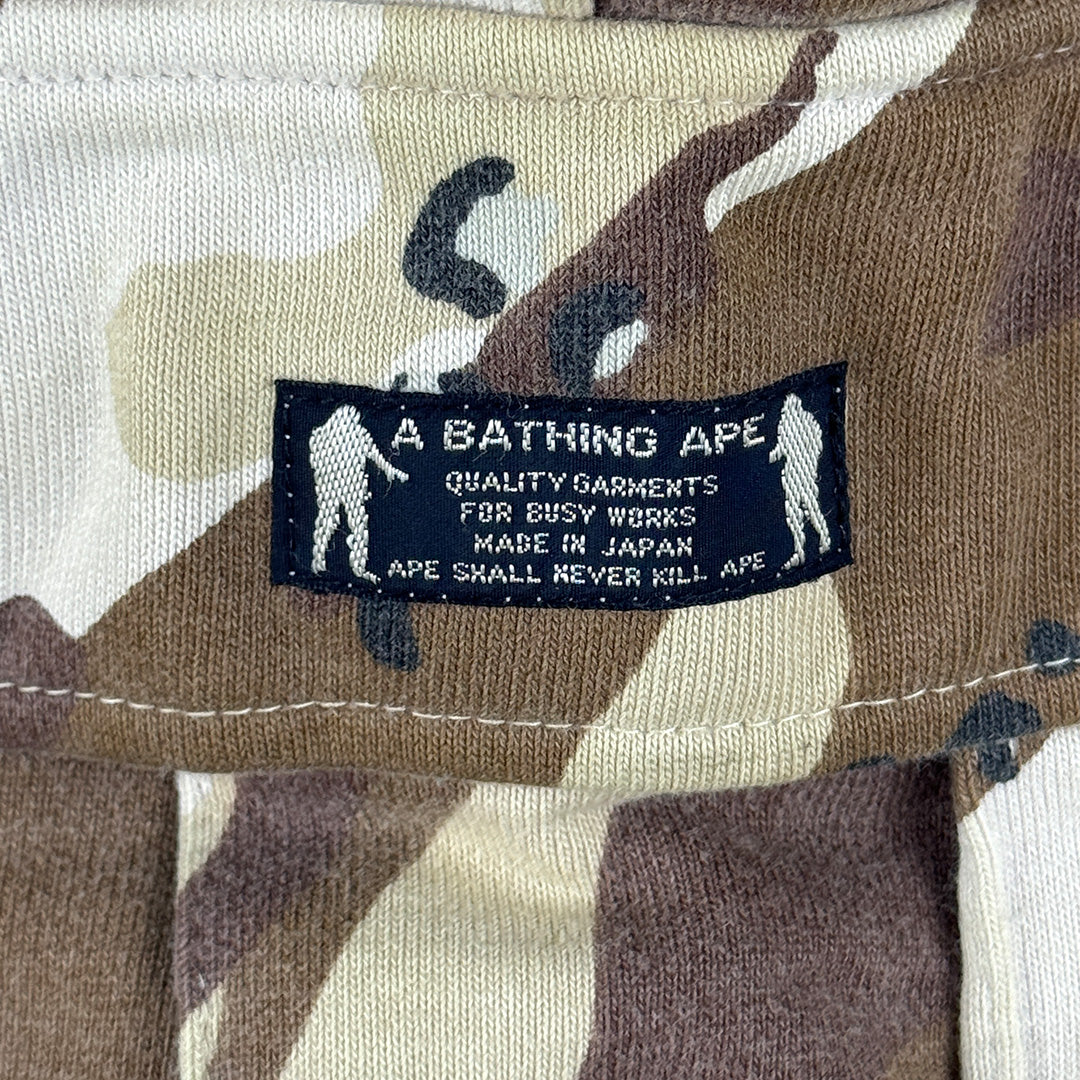 A BATHING APE
QUALITY GARMENTS
FOR BUSY WORKS
MADE IN JAPAN
APE SHALL NEVER KILL APE